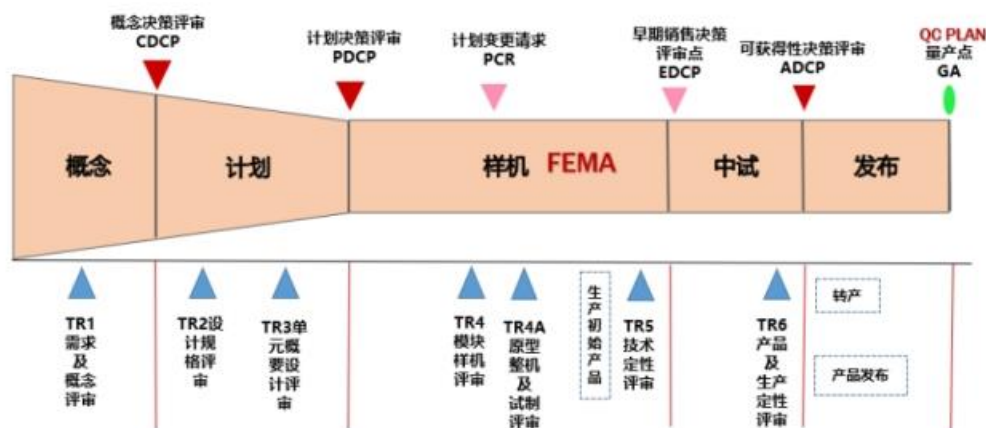 概念决策评审
CDCP
计划决策评审
PDCP
计划变更请求
PCR
早期销售决策
评审点
EDCP
可获得性决策评审
ADCP
QC PLAN
量产点
GA
概念
计划
样机 FEMA
中试
发布
TR1
需求
及
概念
评审
TR2设
计规
格评
审
TR3单
元概
要设
计评
审
TR4
模块
样机
评审
TR4A
原型
整机
及
试制
评审
生
产
初
始
产
品
TR5
技术
定性
评审
TR6
产品
及
生产
定性
评审
转产
产品发布